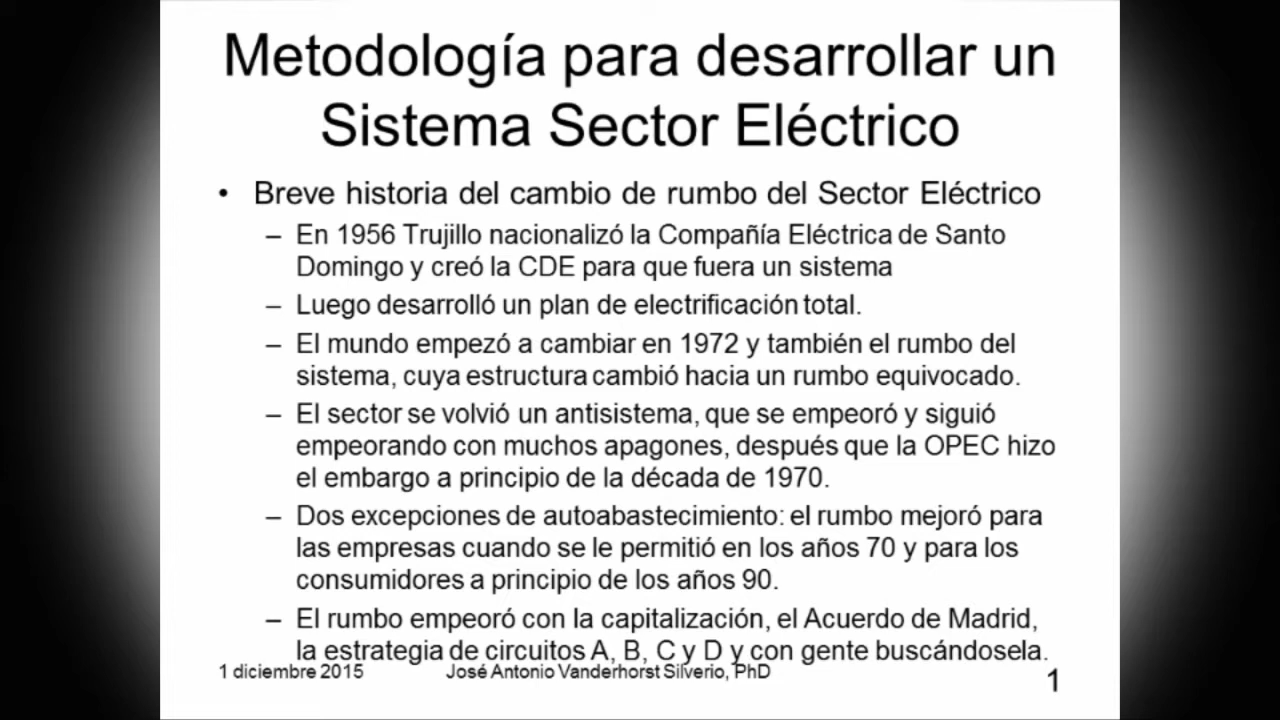 Metodología para desarrollar un
Sistema Sector Eléctrico
• Breve historia del cambio de rumbo del Sector Eléctrico
– En 1956 Trujillo nacionalizó la Compañía Eléctrica de Santo
Domingo y creó la CDE para que fuera un sistema
– Luego desarrolló un plan de electrificación total.
– El mundo empezó a cambiar en 1972 y también el rumbo del
sistema, cuya estructura cambió hacia un rumbo equivocado.
– El sector se volvió un antisistema, que se empeoró y siguió
empeorando con muchos apagones, después que la OPEC hizo
el embargo a principio de la década de 1970.
– Dos excepciones de autoabastecimiento: el rumbo mejoró para
las empresas cuando se le permitió en los años 70 y para los
consumidores a principio de los años 90.
– El rumbo empeoró con la capitalización, el Acuerdo de Madrid,
la estrategia de circuitos A, B, C y D y con gente buscándosela.
1 diciembre 2015 José Antonio Vanderhorst Silverio, PhD 1